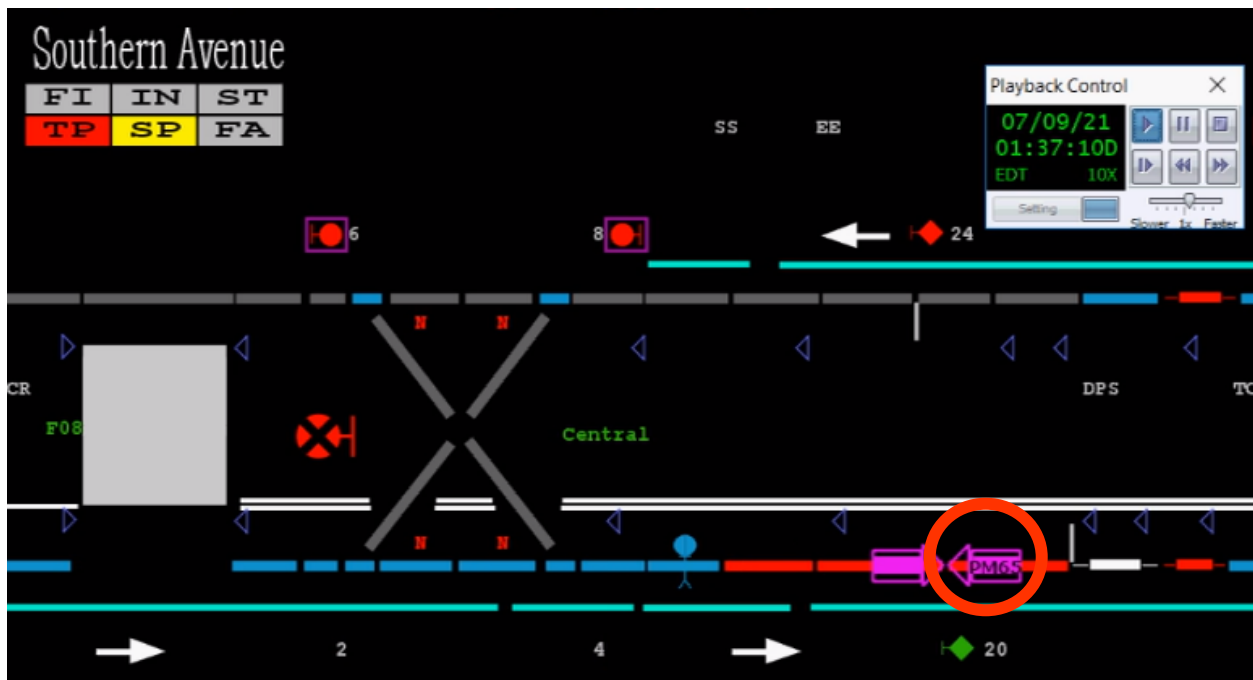 Southern Avenue
FI IN ST
TP SP FA
Playback Control
07/09/21
01:37:10D
EDT 10X
Setting
Slower 1x Faster
SS EE
6
8
24
N N
CR
DPS
TC
F08
Central
N N
PM65
2
4
20